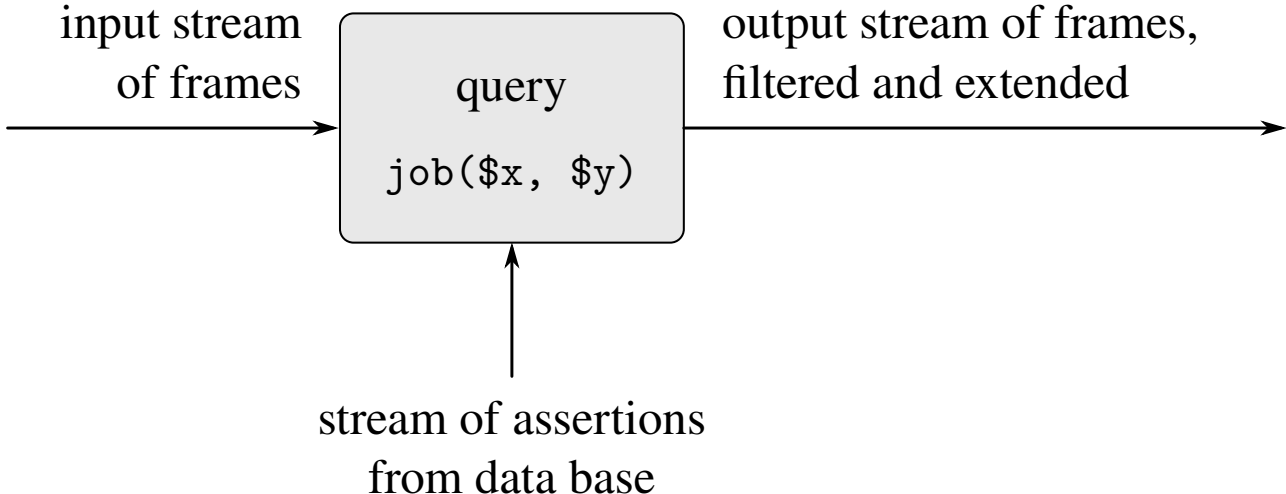 input stream
of frames
query
job($x, $y)
output stream of frames,
filtered and extended
stream of assertions
from data base